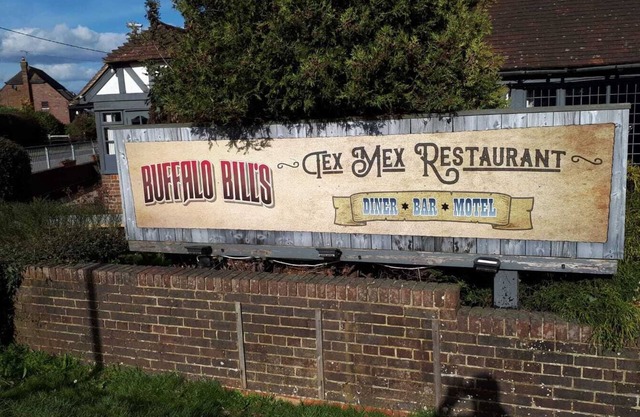 BUFFALO BILL'S
TEX MEX RESTAURANT
DINER ★ BAR ★ MOTEL